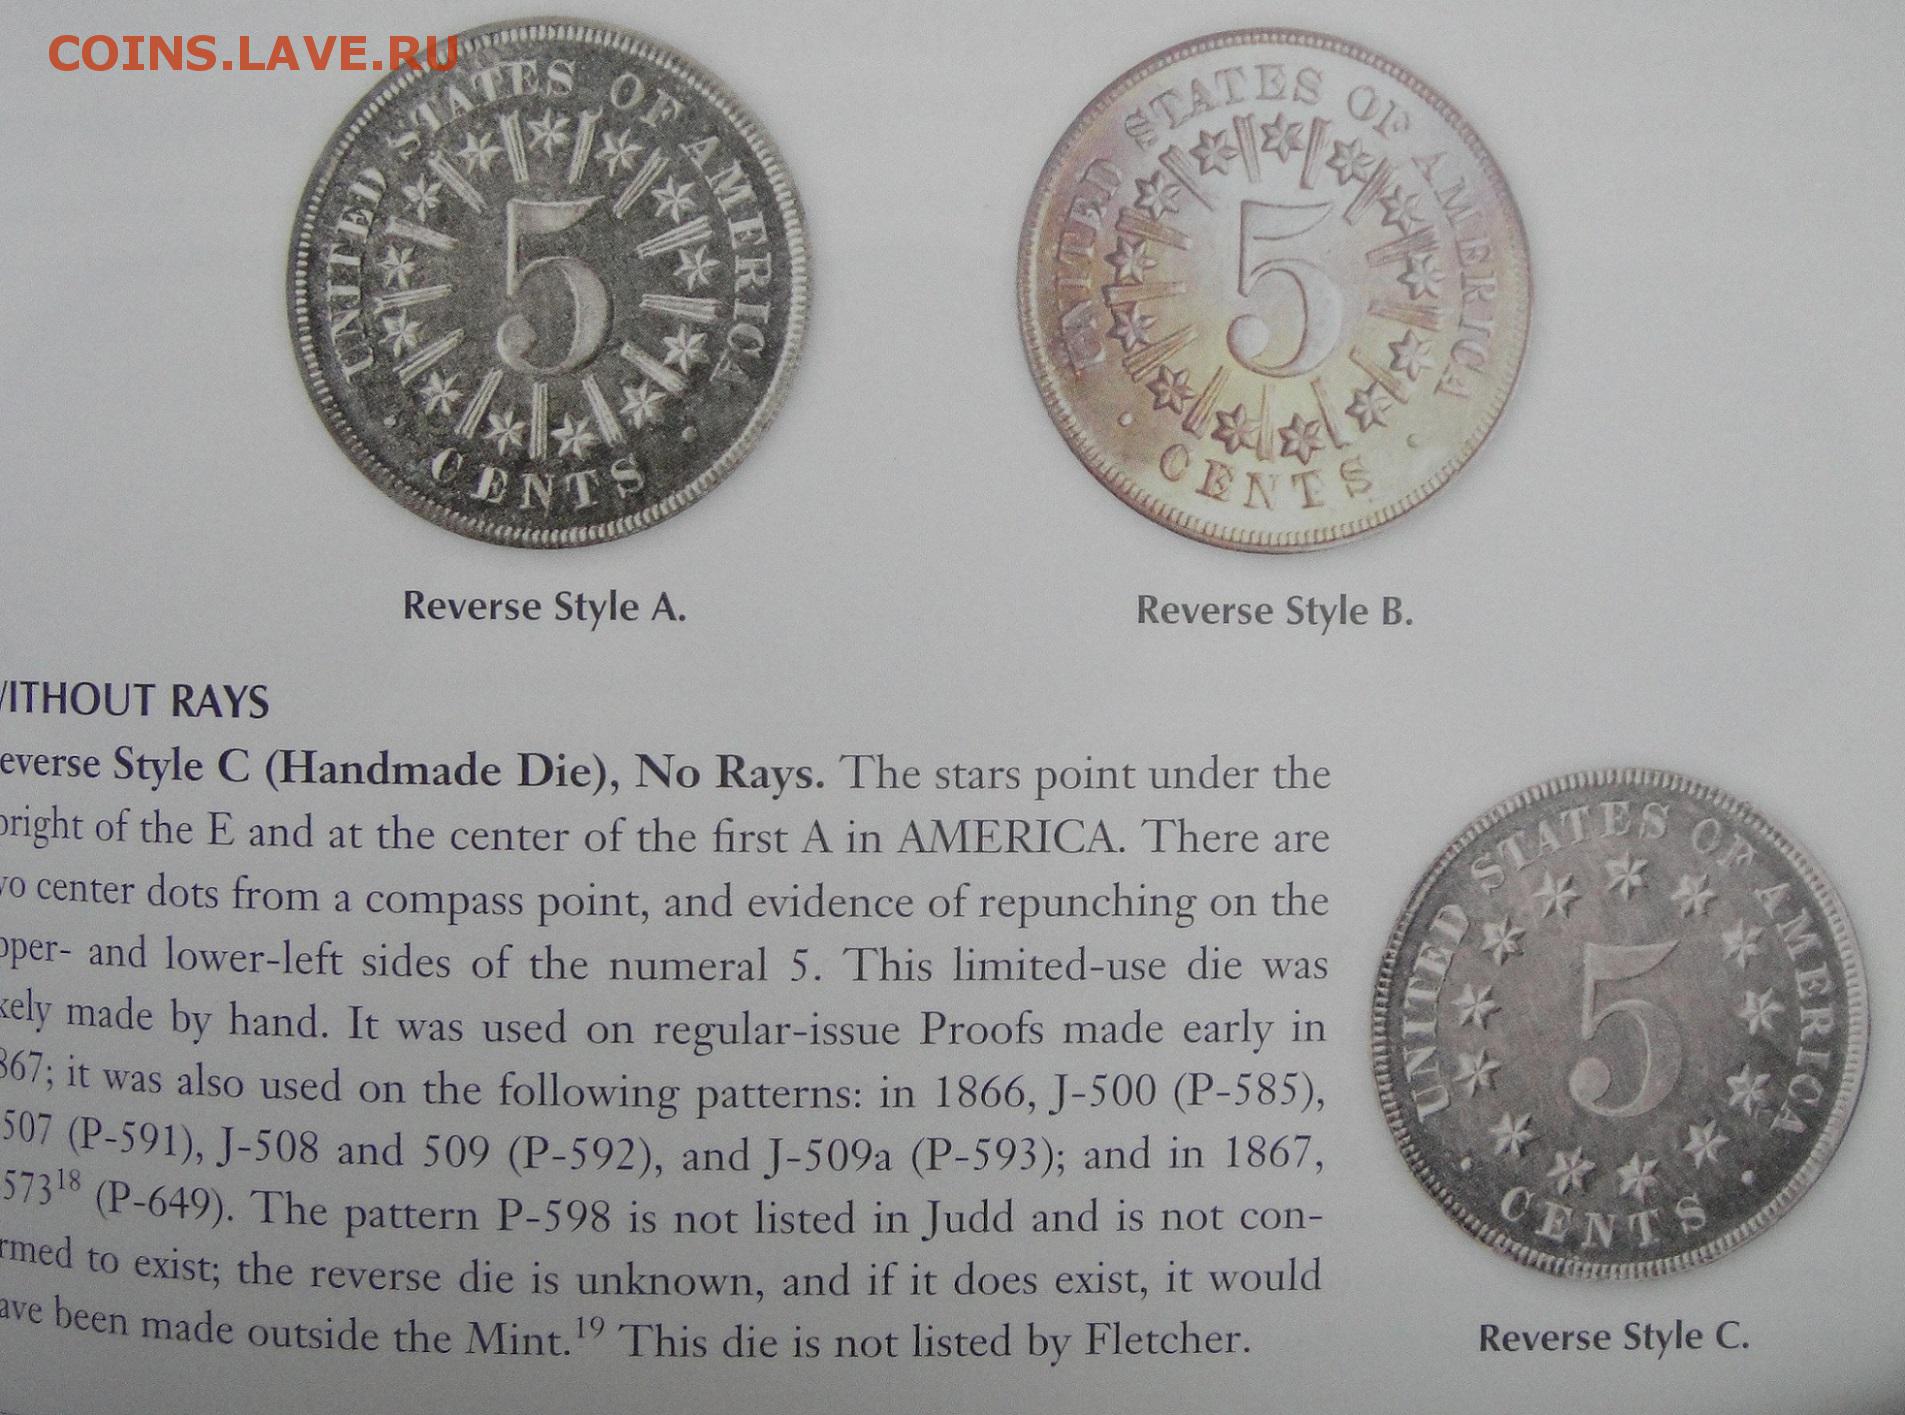 COINS.LAVE.RU
UNITED STATES OF AMERICA
5
CENTS
UNITED STATES OF AMERICA
5
CENTS
Reverse Style A.
Reverse Style B.
WITHOUT RAYS
everse Style C (Handmade Die), No Rays. The stars point under the
pright of the E and at the center of the first A in AMERICA. There are
wo center dots from a compass point, and evidence of repunching on the
pper- and lower-left sides of the numeral 5. This limited-use die was
kely made by hand. It was used on regular-issue Proofs made early in
867; it was also used on the following patterns: in 1866, J-500 (P-585),
507 (P-591), J-508 and 509 (P-592), and J-509a (P-593); and in 1867,
573¹⁸ (P-649). The pattern P-598 is not listed in Judd and is not con-
rmed to exist; the reverse die is unknown, and if it does exist, it would
ave been made outside the Mint.¹⁹ This die is not listed by Fletcher.
UNITED STATES OF AMERICA
5
CENTS
Reverse Style C.